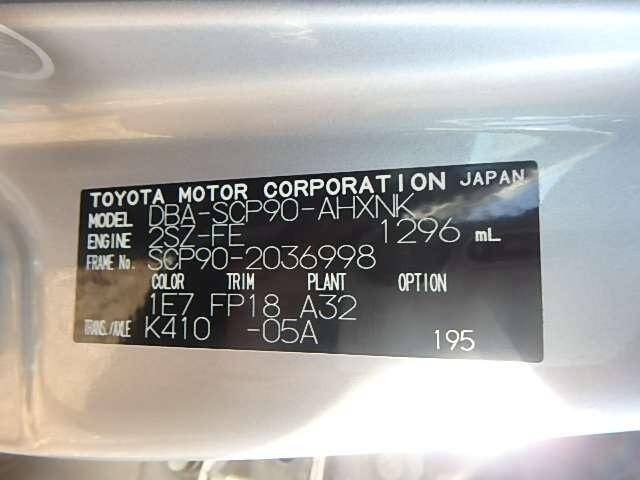 TOYOTA MOTOR CORPORATION JAPAN
MODEL DBA-SCP90-AHXNK
ENGINE 2SZ-FE 1296 mL
FRAME No. SCP90-2036998
COLOR TRIM PLANT OPTION
1E7 FP18 A32
TRANS./AXLE K410 -05A 195